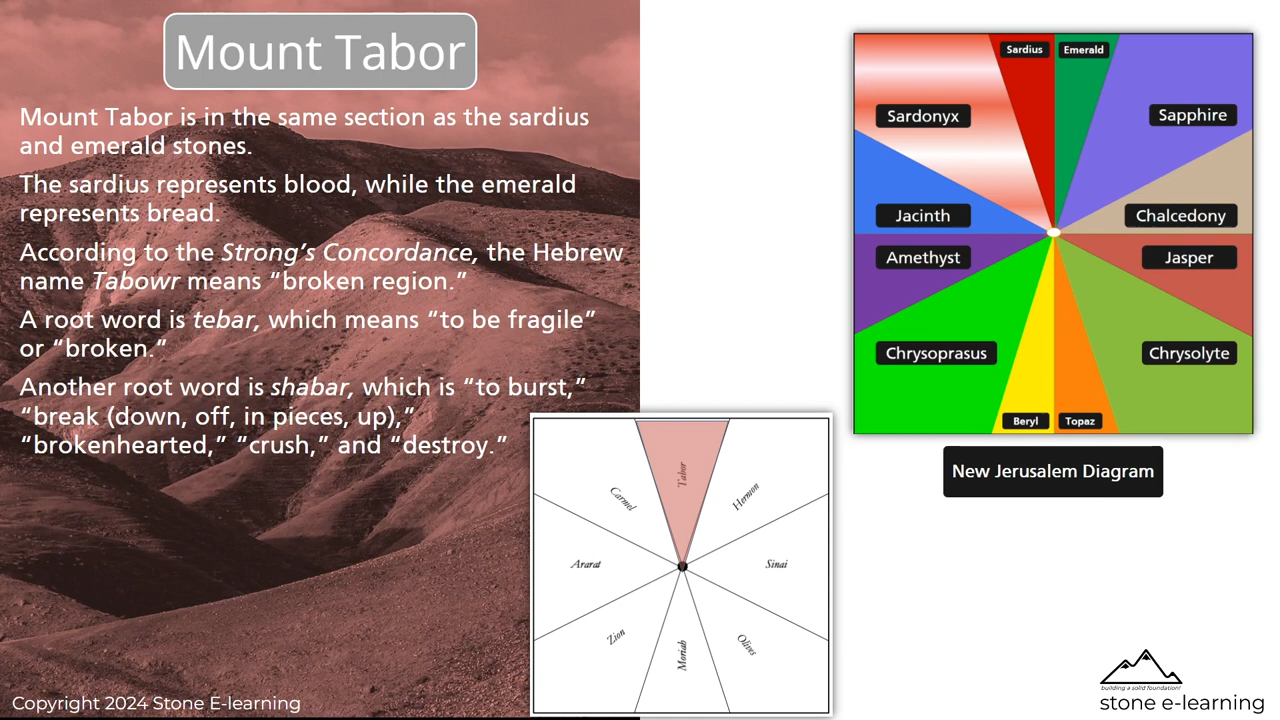 Mount Tabor
Mount Tabor is in the same section as the sardius
and emerald stones.
The sardius represents blood, while the emerald
represents bread.
According to the Strong’s Concordance, the Hebrew
name Tabowr means “broken region.”
A root word is tebar, which means “to be fragile”
or “broken.”
Another root word is shabar, which is “to burst,”
“break (down, off, in pieces, up),”
“brokenhearted,” “crush,” and “destroy.”
Copyright 2024 Stone E-learning
Tabor
Carmel
Hermon
Ararat
Sinai
Zion
Moriah
Olives
Sardius
Emerald
Sardonyx
Sapphire
Jacinth
Chalcedony
Amethyst
Jasper
Chrysoprasus
Chrysolyte
Beryl
Topaz
New Jerusalem Diagram
building a solid foundation!
stone e-learning